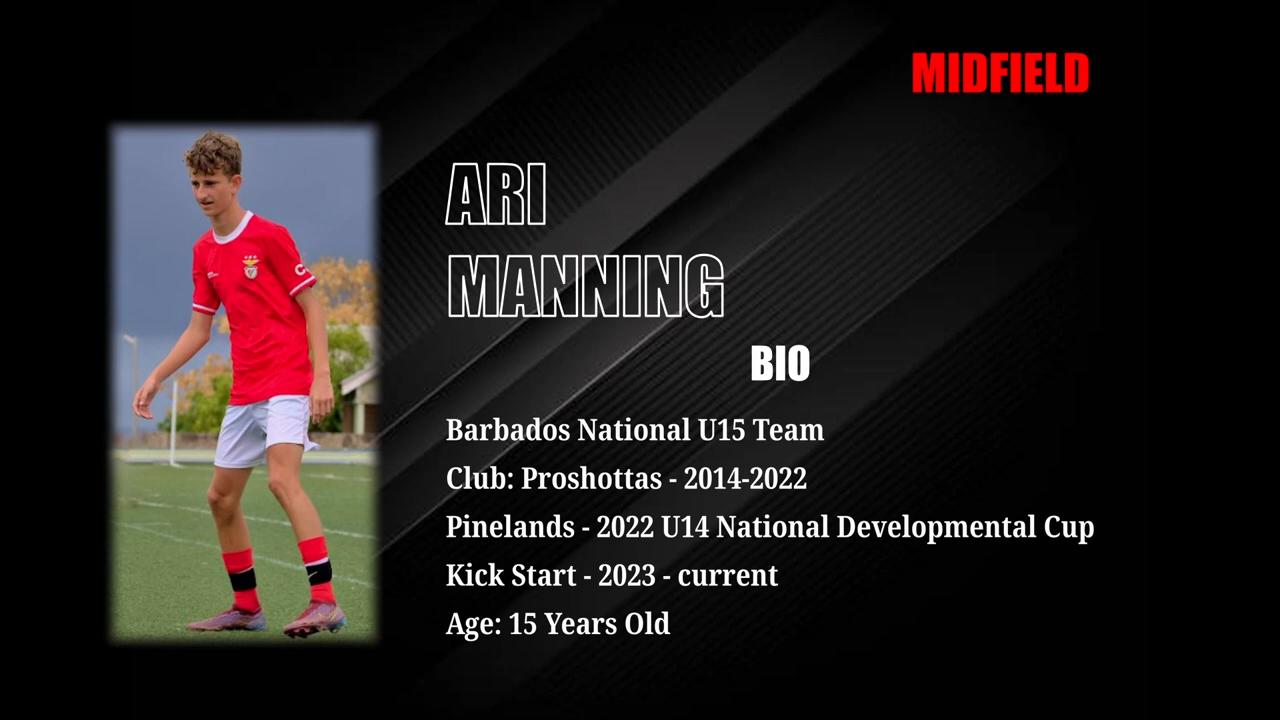 MIDFIELD
ARI
MANNING
BIO
Barbados National U15 Team
Club: Proshottas - 2014-2022
Pinelands - 2022 U14 National Developmental Cup
Kick Start - 2023 - current
Age: 15 Years Old